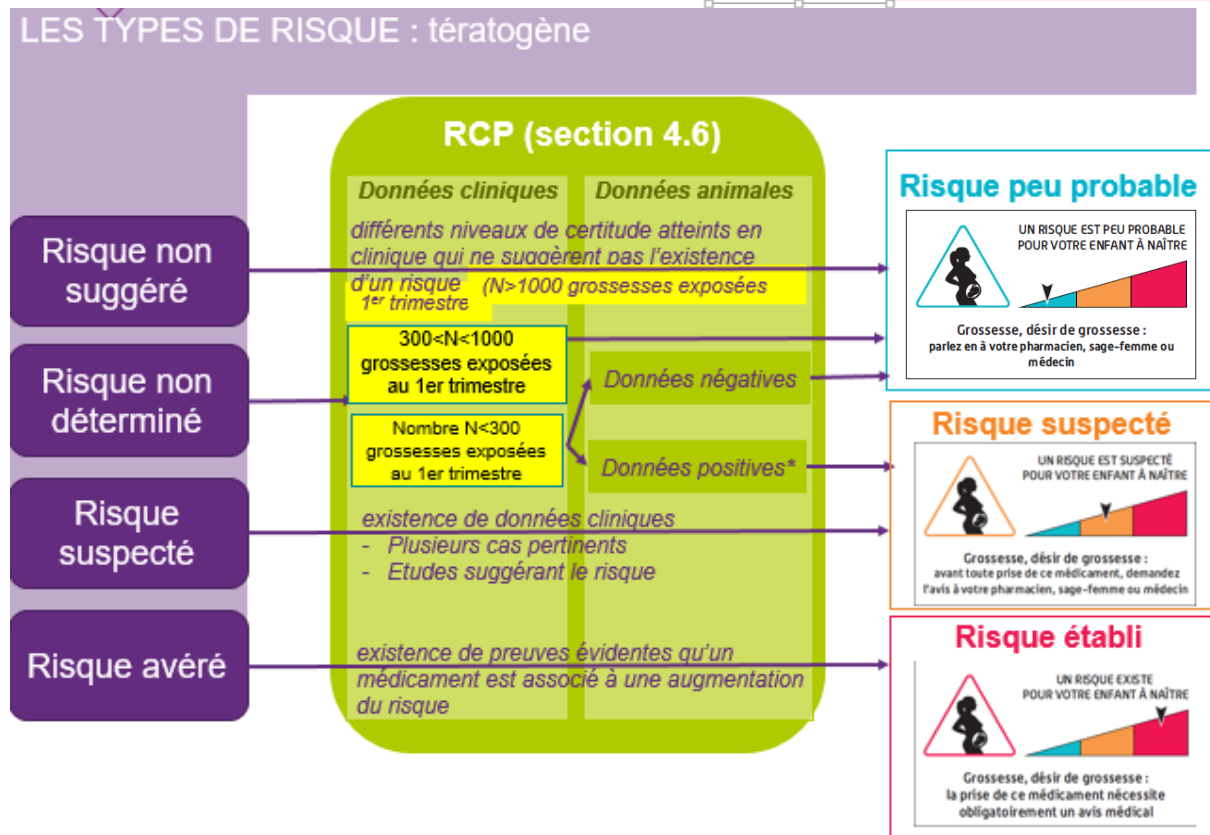 LES TYPES DE RISQUE : tératogène
RCP (section 4.6)
Données cliniques
Données animales
Risque non
suggéré
différents niveaux de certitude atteints en
clinique qui ne suggèrent pas l'existence
d'un risque (N>1000 grossesses exposées
1er trimestre
Risque non
déterminé
300<N<1000
grossesses exposées
au 1er trimestre
Données négatives
Nombre N<300
grossesses exposées
au 1er trimestre
Données positives*
Risque
suspecté
existence de données cliniques
- Plusieurs cas pertinents
- Etudes suggérant le risque
Risque avéré
existence de preuves évidentes qu'un
médicament est associé à une augmentation
du risque
Risque peu probable
UN RISQUE EST PEU PROBABLE
POUR VOTRE ENFANT À NAÎTRE
Grossesse, désir de grossesse :
parlez en à votre pharmacien, sage-femme ou
médecin
Risque suspecté
UN RISQUE EST SUSPECTÉ
POUR VOTRE ENFANT À NAÎTRE
Grossesse, désir de grossesse :
avant toute prise de ce médicament, demandez
l'avis à votre pharmacien, sage-femme ou médecin
Risque établi
UN RISQUE EXISTE
POUR VOTRE ENFANT À NAÎTRE
Grossesse, désir de grossesse :
la prise de ce médicament nécessite
obligatoirement un avis médical